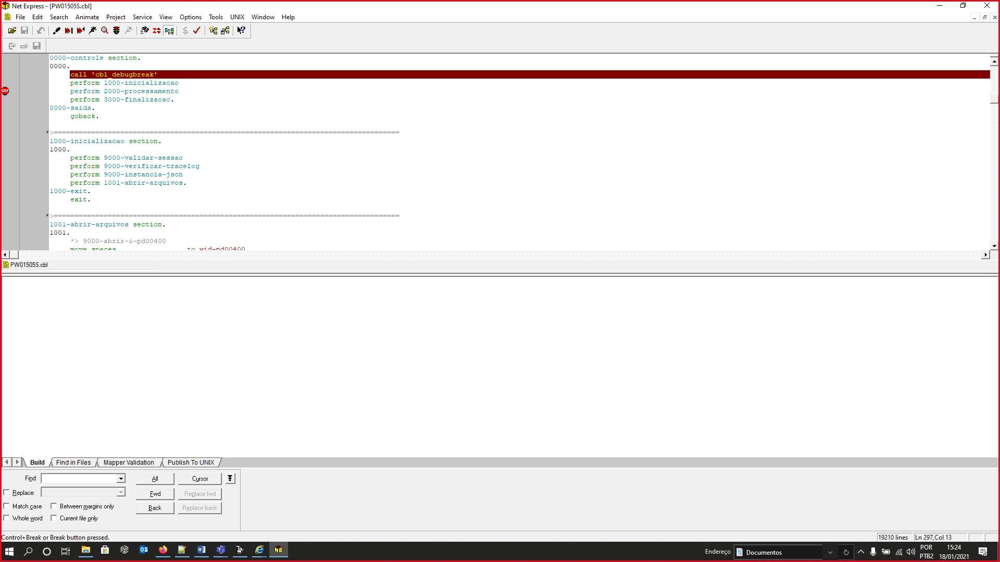 Net Express - [PW01505S.cbl]
File Edit Search Animate Project Service View Options Tools UNIX Window Help
0000-controle section.
0000.
call 'cbl_debugbreak'
perform 1000-inicializacao
STOP
perform 2000-processamento
perform 3000-finalizacao.
0000-saida.
goback.
*>===================================================================================
1000-inicializacao section.
1000.
perform 9000-validar-sessao
perform 9000-verificar-tracelog
perform 9000-instancia-json
perform 1001-abrir-arquivos.
1000-exit.
exit.
*>===================================================================================
1001-abrir-arquivos section.
1001.
*> 9000-abrir-i-pd00400
move spaces to wid-pd00400
PW01505S.cbl
Build Find in Files Mapper Validation Publish To UNIX
Find: All Cursor
Replace: Fwd Replace fwd
Match case Between margins only Back Replace back
Whole word Current file only
Control+Break or Break button pressed. 19210 lines Ln 297,Col 13
Endereço Documentos
POR
PTB2
15:24
18/01/2021